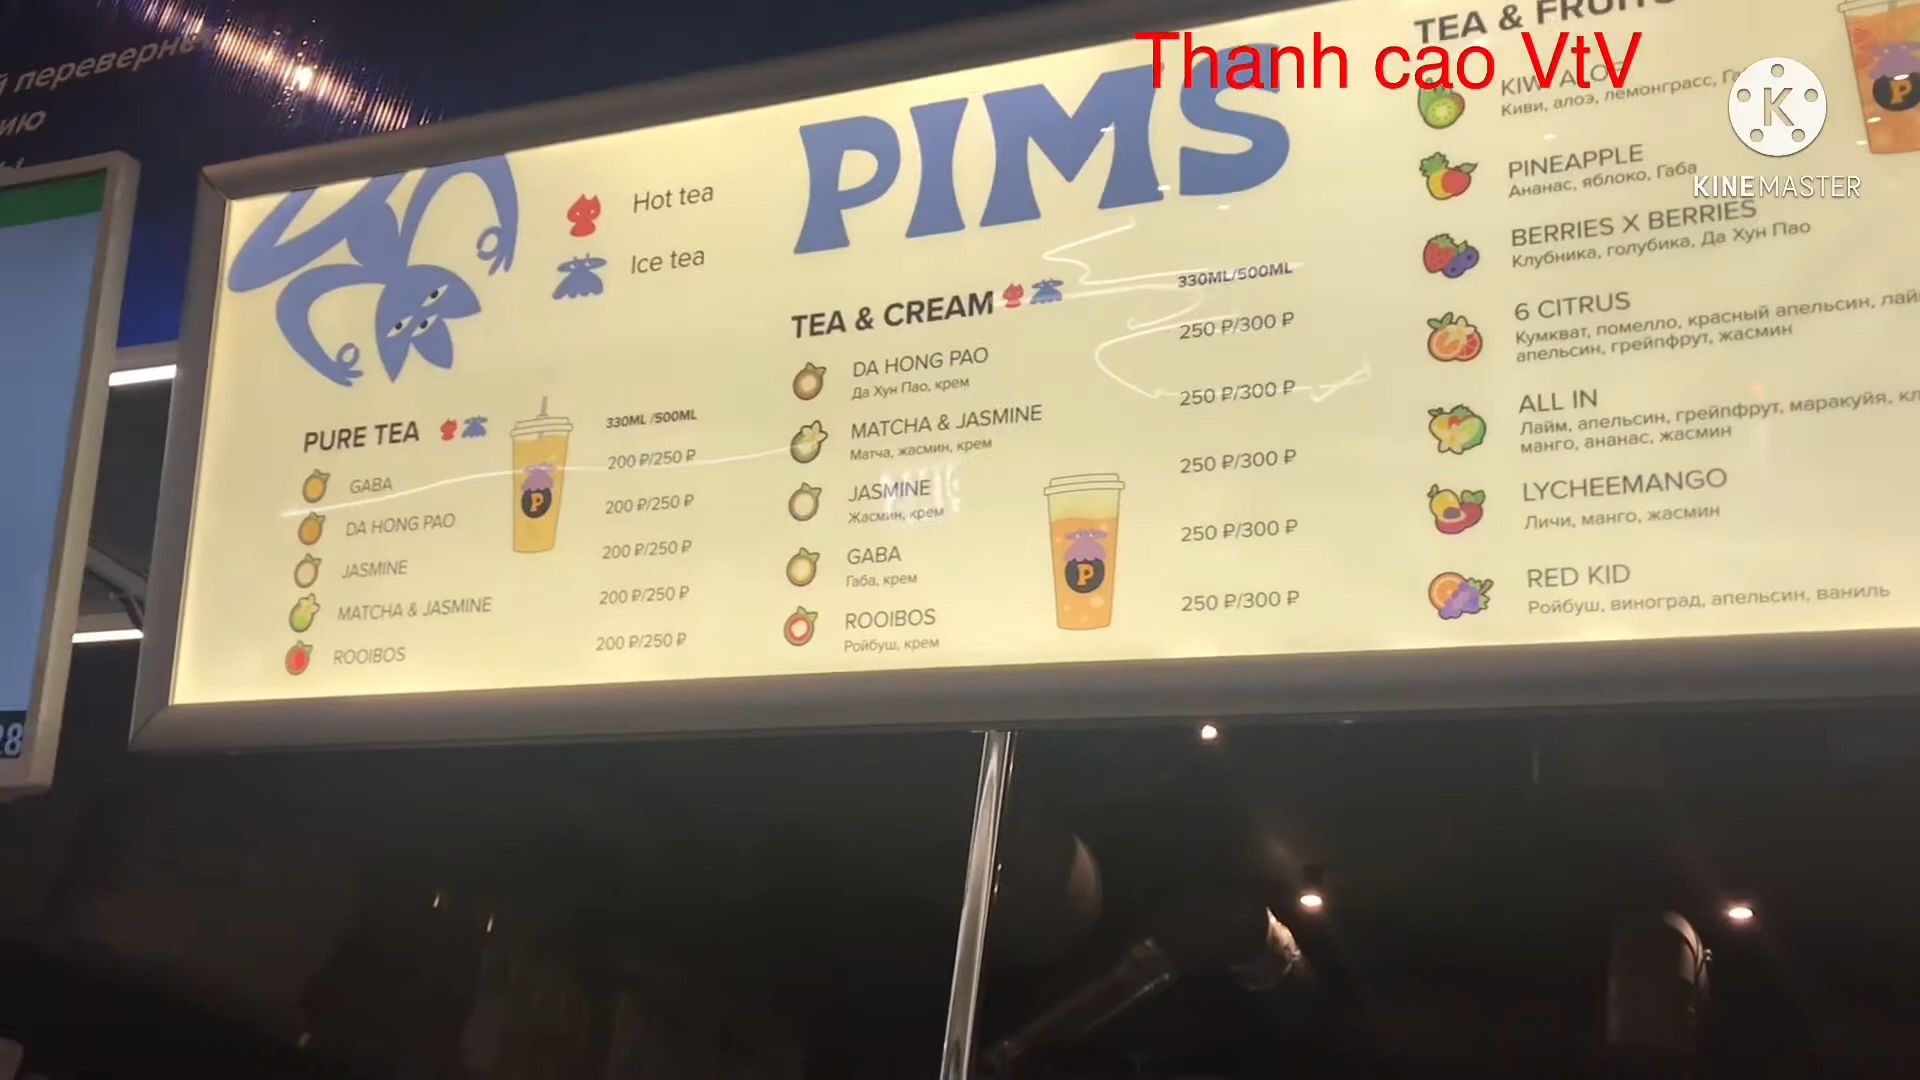 й переверне
ию
28
Hot tea
Ice tea
PURE TEA
330ML /500ML
GABA
200 ₽/250 ₽
DA HONG PAO
200 ₽/250 ₽
JASMINE
200 ₽/250 ₽
MATCHA & JASMINE
200 ₽/250 ₽
ROOIBOS
200 ₽/250 ₽
P
PIMS
TEA & CREAM
330ML/500ML
DA HONG PAO
Да Хун Пао, крем
250 ₽/300 ₽
MATCHA & JASMINE
Матча, жасмин, крем
250 ₽/300 ₽
JASMINE
Жасмин, крем
250 ₽/300 ₽
GABA
Габа, крем
250 ₽/300 ₽
ROOIBOS
Ройбуш, крем
250 ₽/300 ₽
P
TEA & FRUITS
KIWI ALOE
Киви, алоэ, лемонграсс, Га
PINEAPPLE
Ананас, яблоко, Габа
BERRIES X BERRIES
Клубника, голубика, Да Хун Пао
6 CITRUS
Кумкват, помелло, красный апельсин, лай
апельсин, грейпфрут, жасмин
ALL IN
Лайм, апельсин, грейпфрут, маракуйя, кл
манго, ананас, жасмин
LYCHEEMANGO
Личи, манго, жасмин
RED KID
Ройбуш, виноград, апельсин, ваниль
P
Thanh cao VtV
K
KINEMASTER